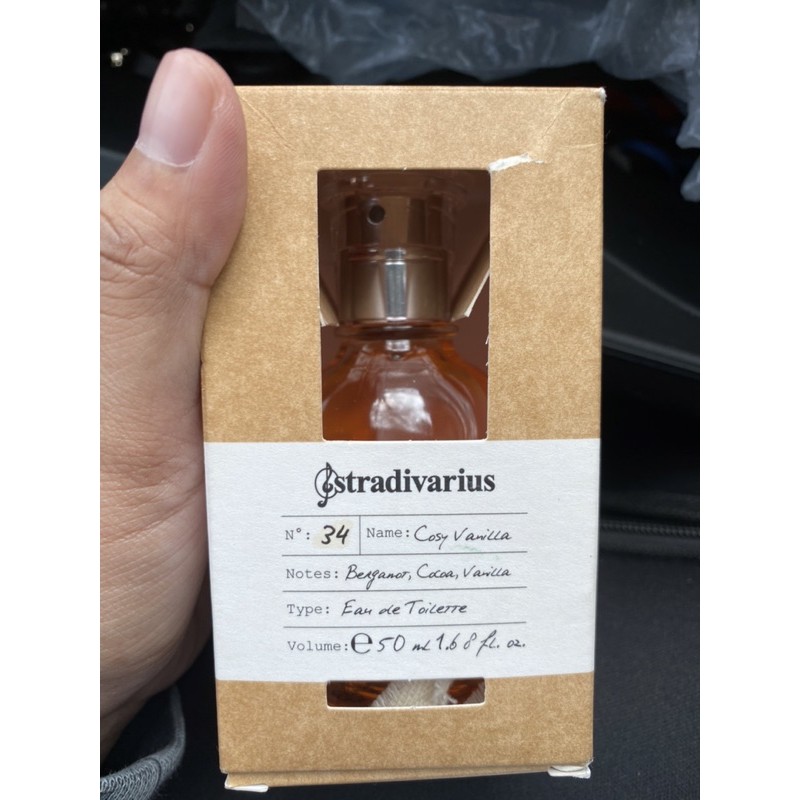 stradivarius
N°: 34 Name: Cosy Vanilla
Notes: Bergamot, Cocoa, Vanilla
Type: Eau de Toilette
Volume: ℮ 50 mL 1.68 fl. oz.